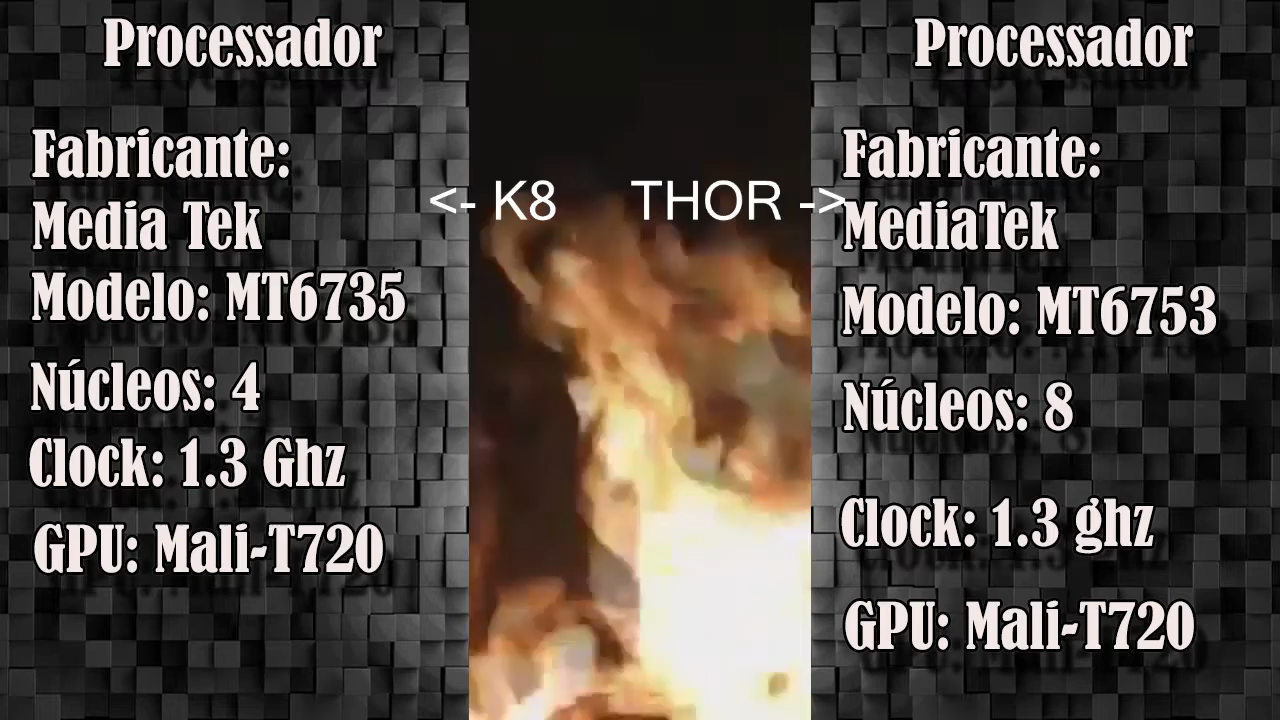 Processador
Fabricante:
Media Tek
Modelo: MT6735
Núcleos: 4
Clock: 1.3 Ghz
GPU: Mali-T720
<- K8 THOR ->
Processador
Fabricante:
MediaTek
Modelo: MT6753
Núcleos: 8
Clock: 1.3 ghz
GPU: Mali-T720